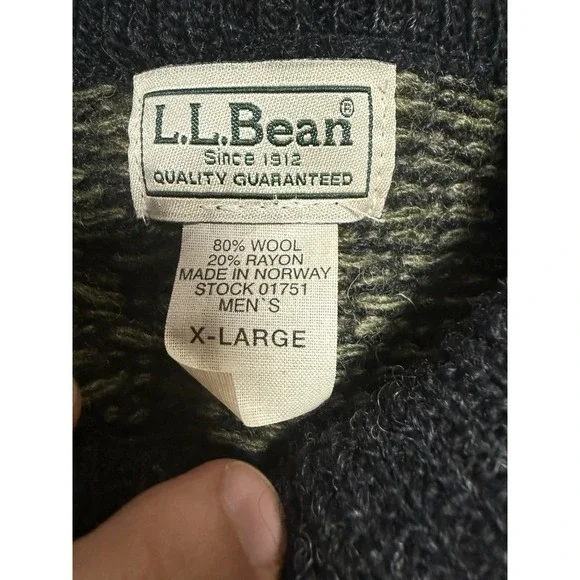 L.L.Bean®
Since 1912
QUALITY GUARANTEED
80% WOOL
20% RAYON
MADE IN NORWAY
STOCK 01751
MEN`S
X-LARGE